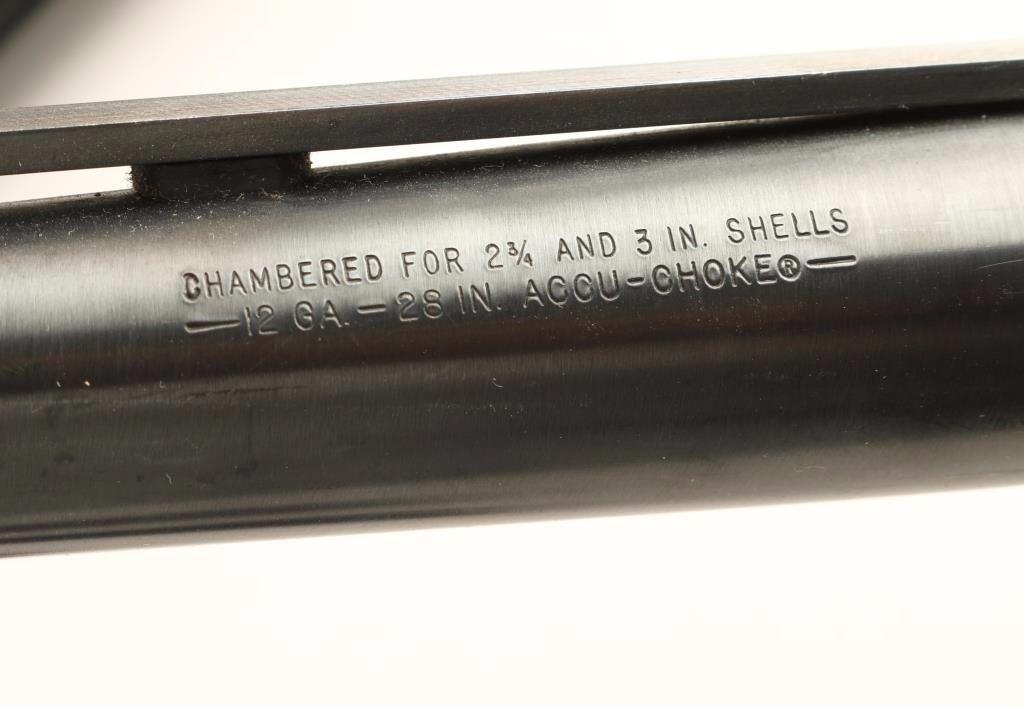 CHAMBERED FOR 2¾ AND 3 IN. SHELLS
—12 GA.—28 IN. ACCU-CHOKE®—